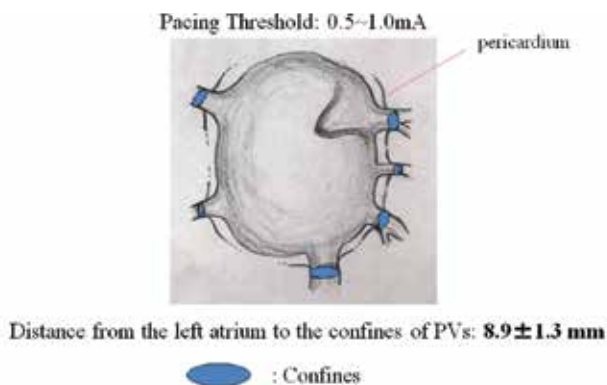 Pacing Threshold: 0.5~1.0mA
pericardium
Distance from the left atrium to the confines of PVs: 8.9±1.3 mm
: Confines